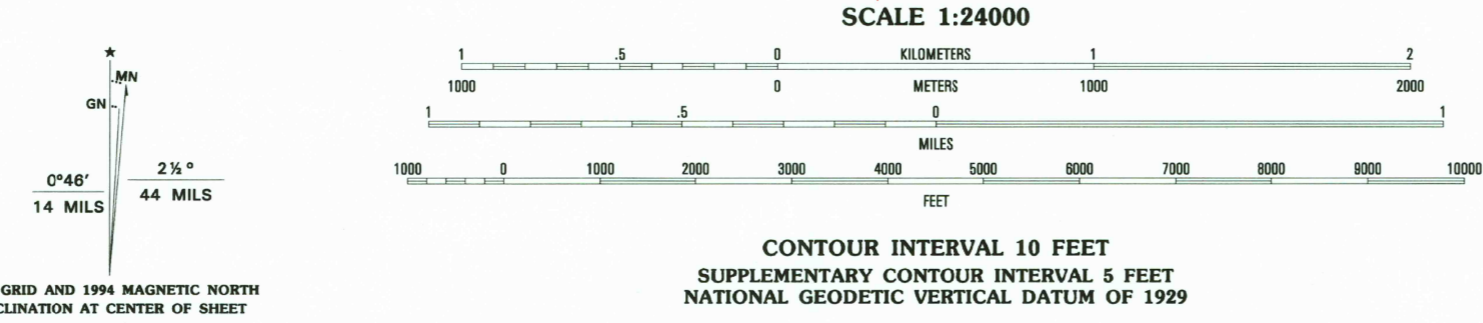 SCALE 1:24000
1 .5 0 KILOMETERS 1 2
1000 0 METERS 1000 2000
1 .5 0 1
MILES
1000 0 1000 2000 3000 4000 5000 6000 7000 8000 9000 10000
FEET
CONTOUR INTERVAL 10 FEET
SUPPLEMENTARY CONTOUR INTERVAL 5 FEET
NATIONAL GEODETIC VERTICAL DATUM OF 1929
MN
GN
0°46′ 2½°
14 MILS 44 MILS
GRID AND 1994 MAGNETIC NORTH
CLINATION AT CENTER OF SHEET